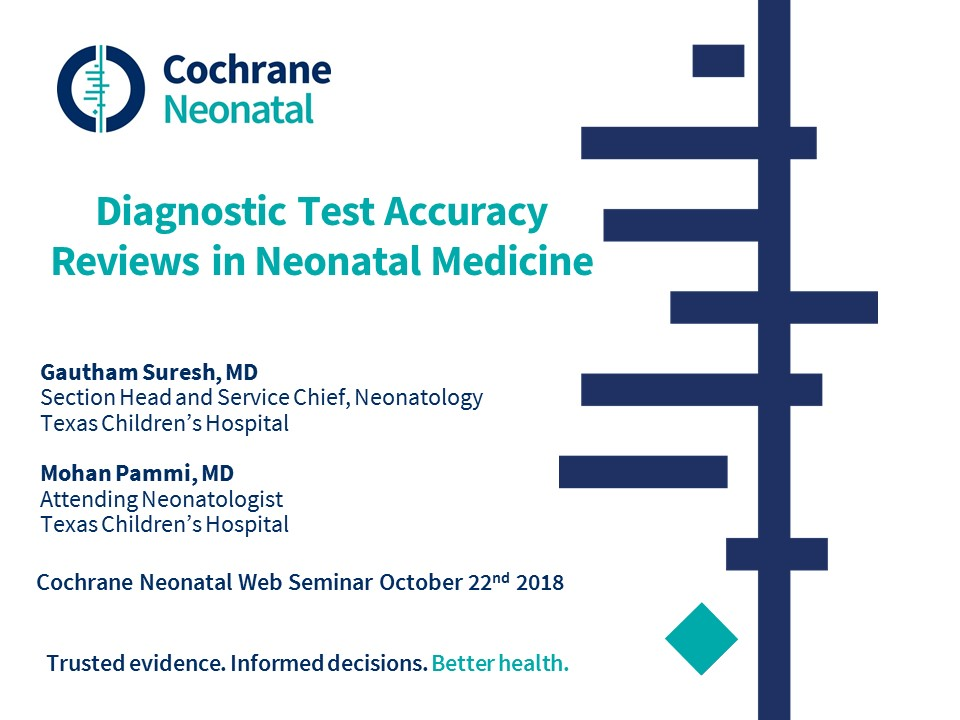 Cochrane
Neonatal
Diagnostic Test Accuracy
Reviews in Neonatal Medicine
Gautham Suresh, MD
Section Head and Service Chief, Neonatology
Texas Children’s Hospital
Mohan Pammi, MD
Attending Neonatologist
Texas Children’s Hospital
Cochrane Neonatal Web Seminar October 22nd 2018
Trusted evidence. Informed decisions. Better health.